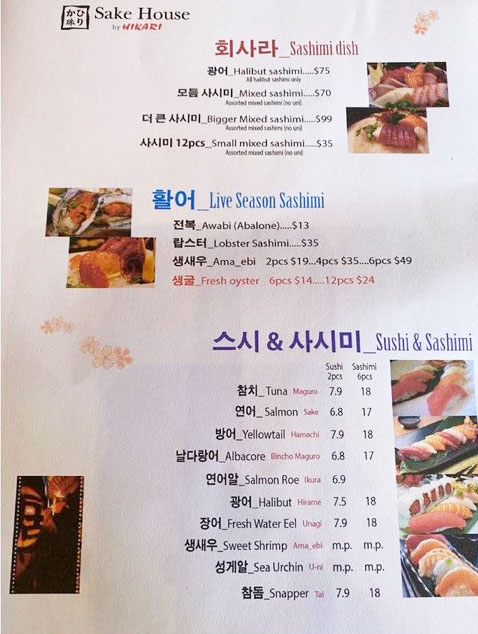 かひ
珠り
Sake House
by HIKARI
회사라_Sashimi dish
광어_Halibut sashimi.....$75
All halibut sashimi only
모듬 사시미_Mixed sashimi.....$70
Assorted mixed sashimi (no uni)
더 큰 사시미_Bigger Mixed sashimi.....$99
Assorted mixed sashimi (no uni)
사시미 12pcs_Small mixed sashimi.....$35
Assorted mixed sashimi (no uni)
활어_Live Season Sashimi
전복_Awabi (Abalone).....$13
랍스터_Lobster Sashimi.....$35
생새우_Ama_ebi 2pcs $19...4pcs $35....6pcs $49
생굴_Fresh oyster 6pcs $14.....12pcs $24
스시 & 사시미_Sushi & Sashimi
Sushi 2pcs Sashimi 6pcs
참치_ Tuna Maguro 7.9 18
연어_ Salmon Sake 6.8 17
방어_Yellowtail Hamachi 7.9 18
날다랑어_Albacore Bincho Maguro 6.8 17
연어알_Salmon Roe Ikura 6.9
광어_Halibut Hirame 7.5 18
장어_Fresh Water Eel Unagi 7.9 18
생새우_Sweet Shrimp Ama_ebi m.p. m.p.
성게알_Sea Urchin U-ni m.p. m.p.
참돔_Snapper Tai 7.9 18